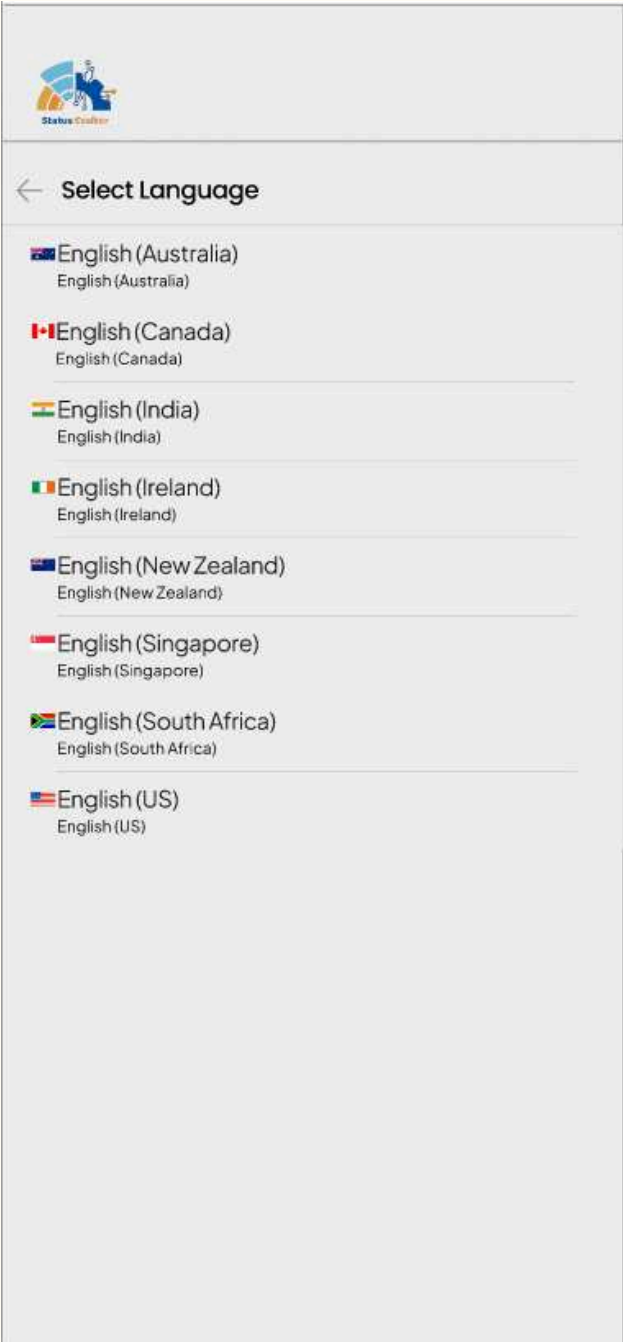 Status Crafter
Select Language
English (Australia)
English (Australia)
English (Canada)
English (Canada)
English (India)
English (India)
English (Ireland)
English (Ireland)
English (New Zealand)
English (New Zealand)
English (Singapore)
English (Singapore)
English (South Africa)
English (South Africa)
English (US)
English (US)